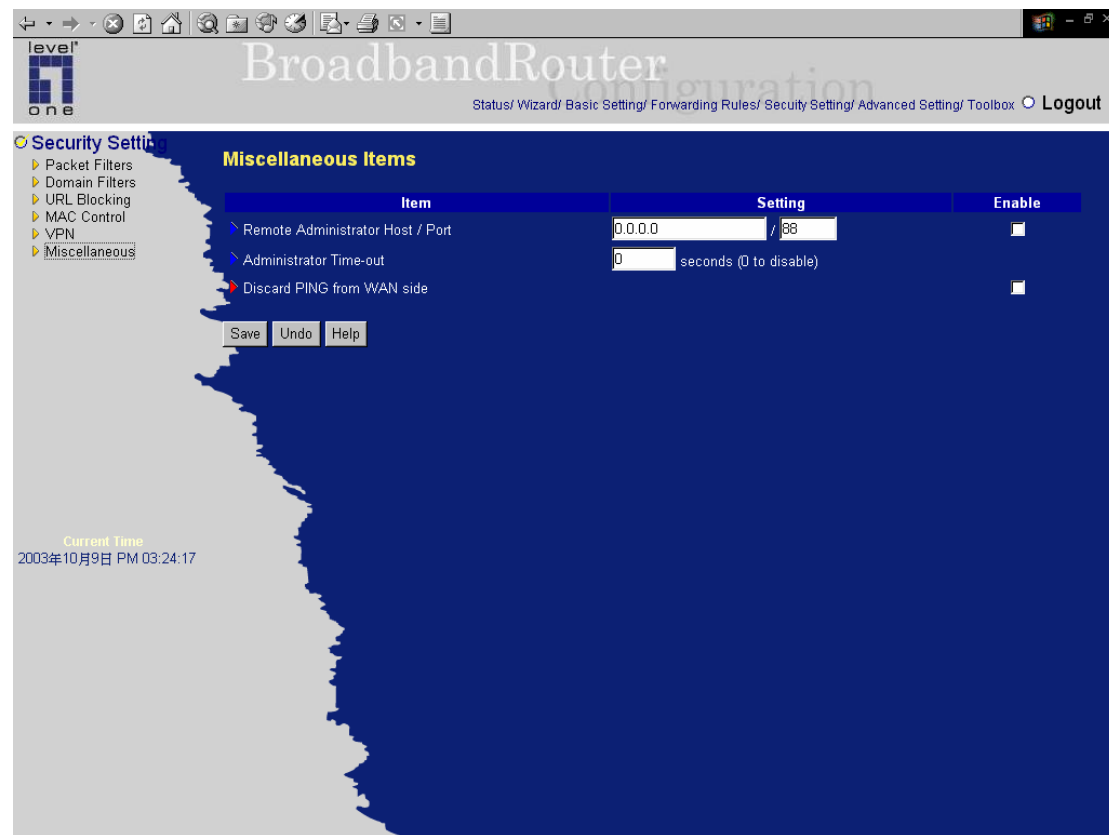 level
one
BroadbandRouter
Configuration
Status/ Wizard/ Basic Setting/ Forwarding Rules/ Secuity Setting/ Advanced Setting/ Toolbox Logout
Security Setting
Packet Filters
Domain Filters
URL Blocking
MAC Control
VPN
Miscellaneous
Current Time
2003年10月9日 PM 03:24:17
Miscellaneous Items
Item Setting Enable
Remote Administrator Host / Port 0.0.0.0 / 88
Administrator Time-out 0 seconds (0 to disable)
Discard PING from WAN side
Save Undo Help